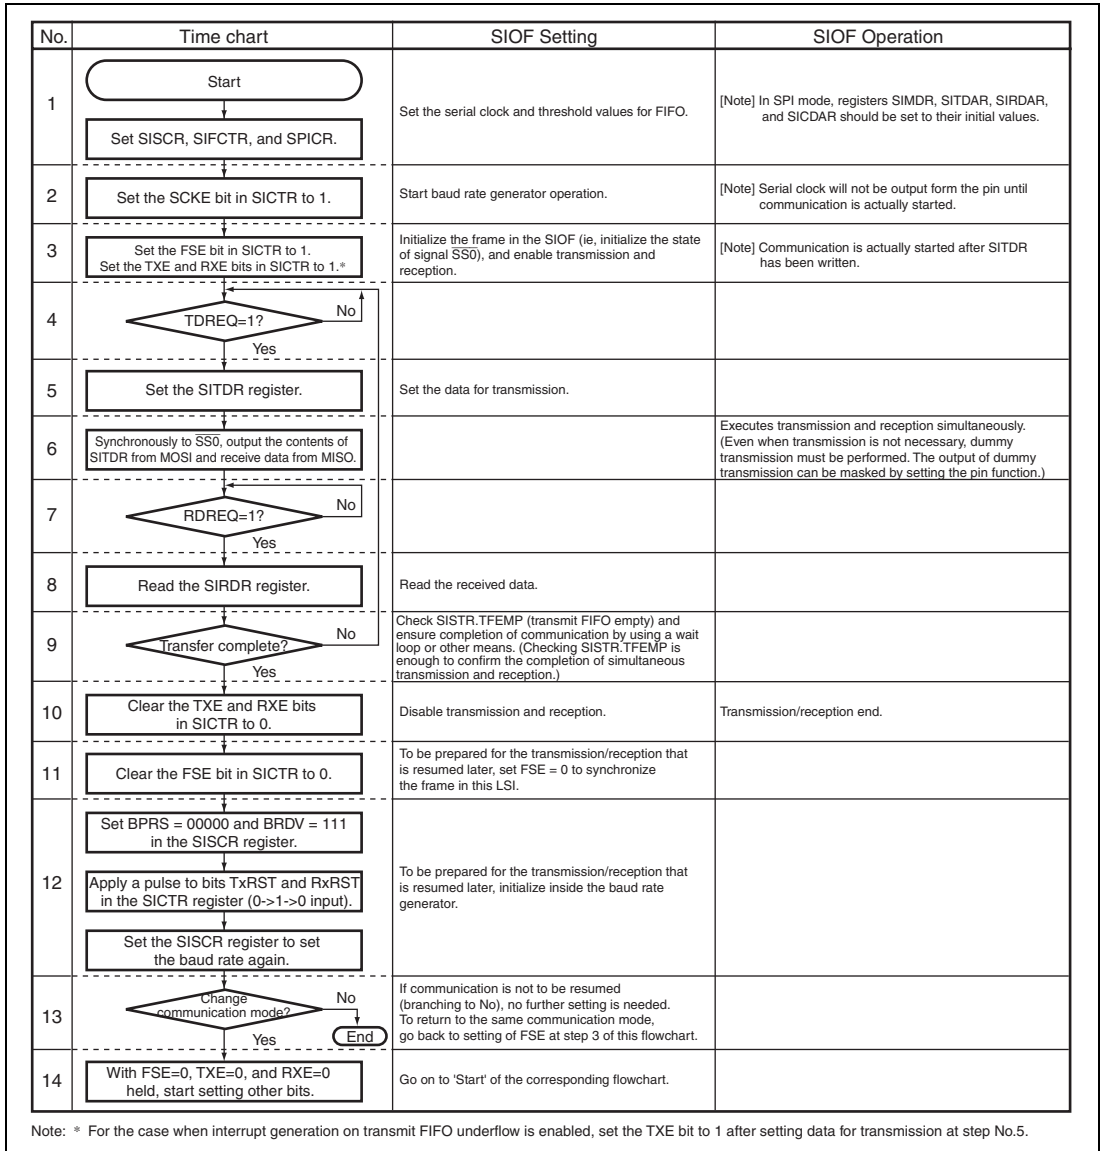 No. Time chart SIOF Setting SIOF Operation
1
Start
Set SISCR, SIFCTR, and SPICR.
Set the serial clock and threshold values for FIFO.
[Note] In SPI mode, registers SIMDR, SITDAR, SIRDAR,
and SICDAR should be set to their initial values.
2
Set the SCKE bit in SICTR to 1.
Start baud rate generator operation.
[Note] Serial clock will not be output form the pin until
communication is actually started.
3
Set the FSE bit in SICTR to 1.
Set the TXE and RXE bits in SICTR to 1.*
Initialize the frame in the SIOF (ie, initialize the state
of signal SS0), and enable transmission and
reception.
[Note] Communication is actually started after SITDR
has been written.
4
TDREQ=1?
No
Yes
5
Set the SITDR register.
Set the data for transmission.
6
Synchronously to SS0, output the contents of
SITDR from MOSI and receive data from MISO.
Executes transmission and reception simultaneously.
(Even when transmission is not necessary, dummy
transmission must be performed. The output of dummy
transmission can be masked by setting the pin function.)
7
RDREQ=1?
No
Yes
8
Read the SIRDR register.
Read the received data.
9
Transfer complete?
No
Yes
Check SISTR.TFEMP (transmit FIFO empty) and
ensure completion of communication by using a wait
loop or other means. (Checking SISTR.TFEMP is
enough to confirm the completion of simultaneous
transmission and reception.)
10
Clear the TXE and RXE bits
in SICTR to 0.
Disable transmission and reception.
Transmission/reception end.
11
Clear the FSE bit in SICTR to 0.
To be prepared for the transmission/reception that
is resumed later, set FSE = 0 to synchronize
the frame in this LSI.
12
Set BPRS = 00000 and BRDV = 111
in the SISCR register.
Apply a pulse to bits TxRST and RxRST
in the SICTR register (0->1->0 input).
Set the SISCR register to set
the baud rate again.
To be prepared for the transmission/reception that
is resumed later, initialize inside the baud rate
generator.
13
Change
communication mode?
No
End
Yes
If communication is not to be resumed
(branching to No), no further setting is needed.
To return to the same communication mode,
go back to setting of FSE at step 3 of this flowchart.
14
With FSE=0, TXE=0, and RXE=0
held, start setting other bits.
Go on to 'Start' of the corresponding flowchart.
Note: * For the case when interrupt generation on transmit FIFO underflow is enabled, set the TXE bit to 1 after setting data for transmission at step No.5.